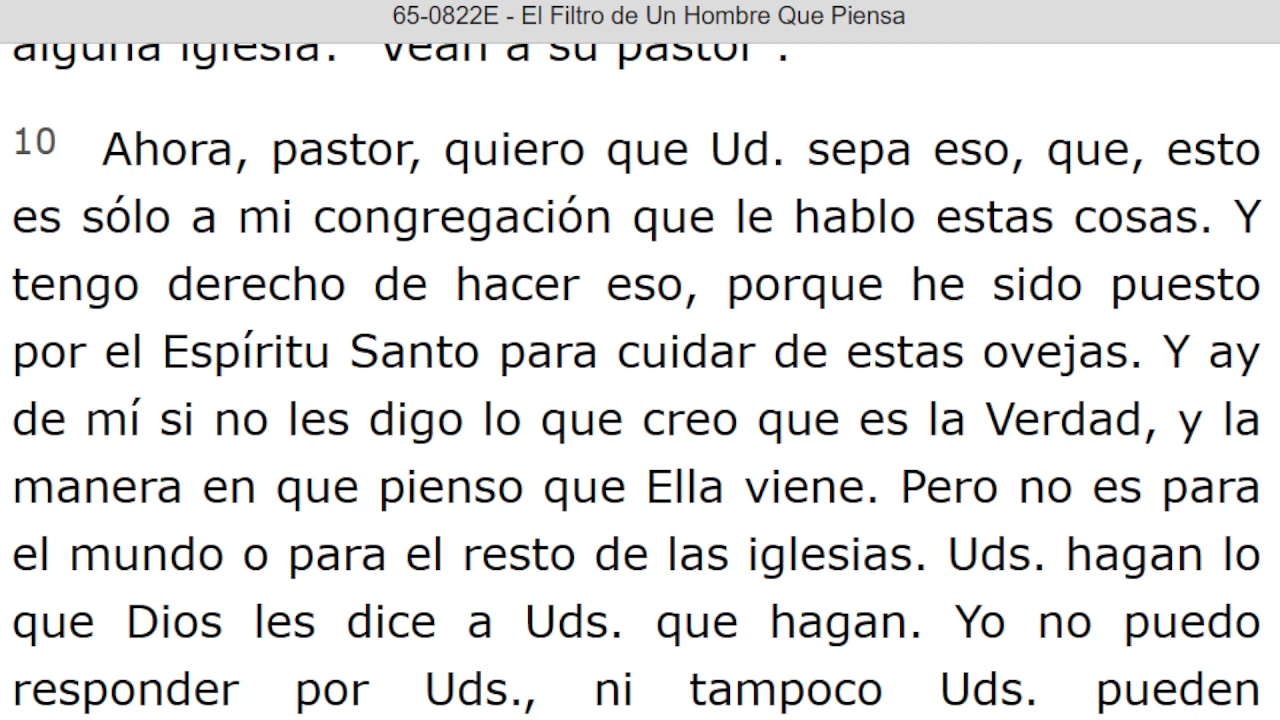 65-0822E - El Filtro de Un Hombre Que Piensa
alguna iglesia. "Vean a su pastor".
10 Ahora, pastor, quiero que Ud. sepa eso, que, esto
es sólo a mi congregación que le hablo estas cosas. Y
tengo derecho de hacer eso, porque he sido puesto
por el Espíritu Santo para cuidar de estas ovejas. Y ay
de mí si no les digo lo que creo que es la Verdad, y la
manera en que pienso que Ella viene. Pero no es para
el mundo o para el resto de las iglesias. Uds. hagan lo
que Dios les dice a Uds. que hagan. Yo no puedo
responder por Uds., ni tampoco Uds. pueden